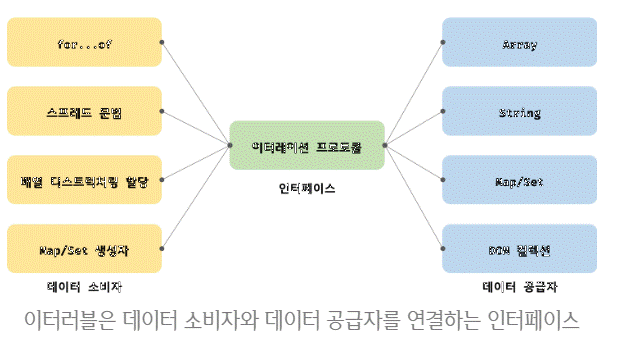 for...of
스프레드 문법
배열 디스트럭처링 할당
Map/Set 생성자
데이터 소비자
이터레이션 프로토콜
인터페이스
Array
String
Map/Set
DOM 컬렉션
데이터 공급자
이터러블은 데이터 소비자와 데이터 공급자를 연결하는 인터페이스